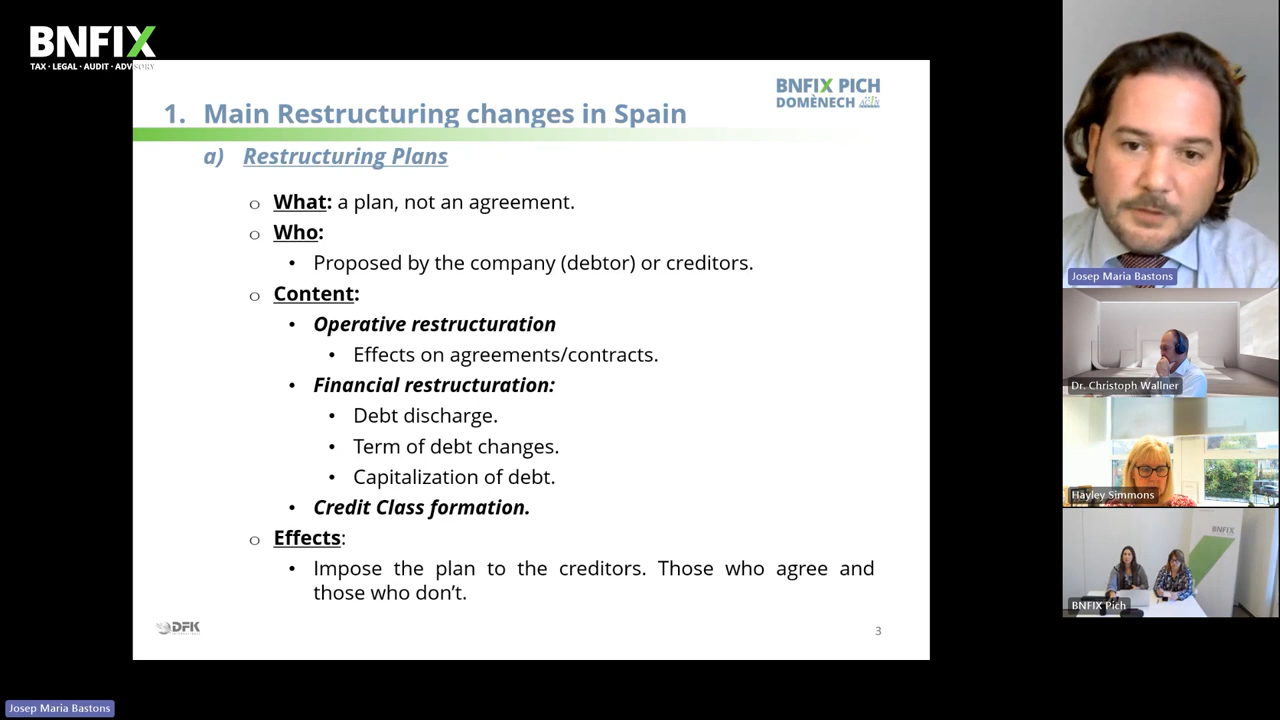 BNFIX
TAX · LEGAL · AUDIT · ADVISORY
BNFIX PICH
DOMÈNECH
1. Main Restructuring changes in Spain
a) Restructuring Plans
o What: a plan, not an agreement.
o Who:
• Proposed by the company (debtor) or creditors.
o Content:
• Operative restructuration
• Effects on agreements/contracts.
• Financial restructuration:
• Debt discharge.
• Term of debt changes.
• Capitalization of debt.
• Credit Class formation.
o Effects:
• Impose the plan to the creditors. Those who agree and
those who don’t.
DFK
3
Josep Maria Bastons
Dr. Christoph Wallner
Hayley Simmons
BNFIX
BNFIX Pich
Josep Maria Bastons